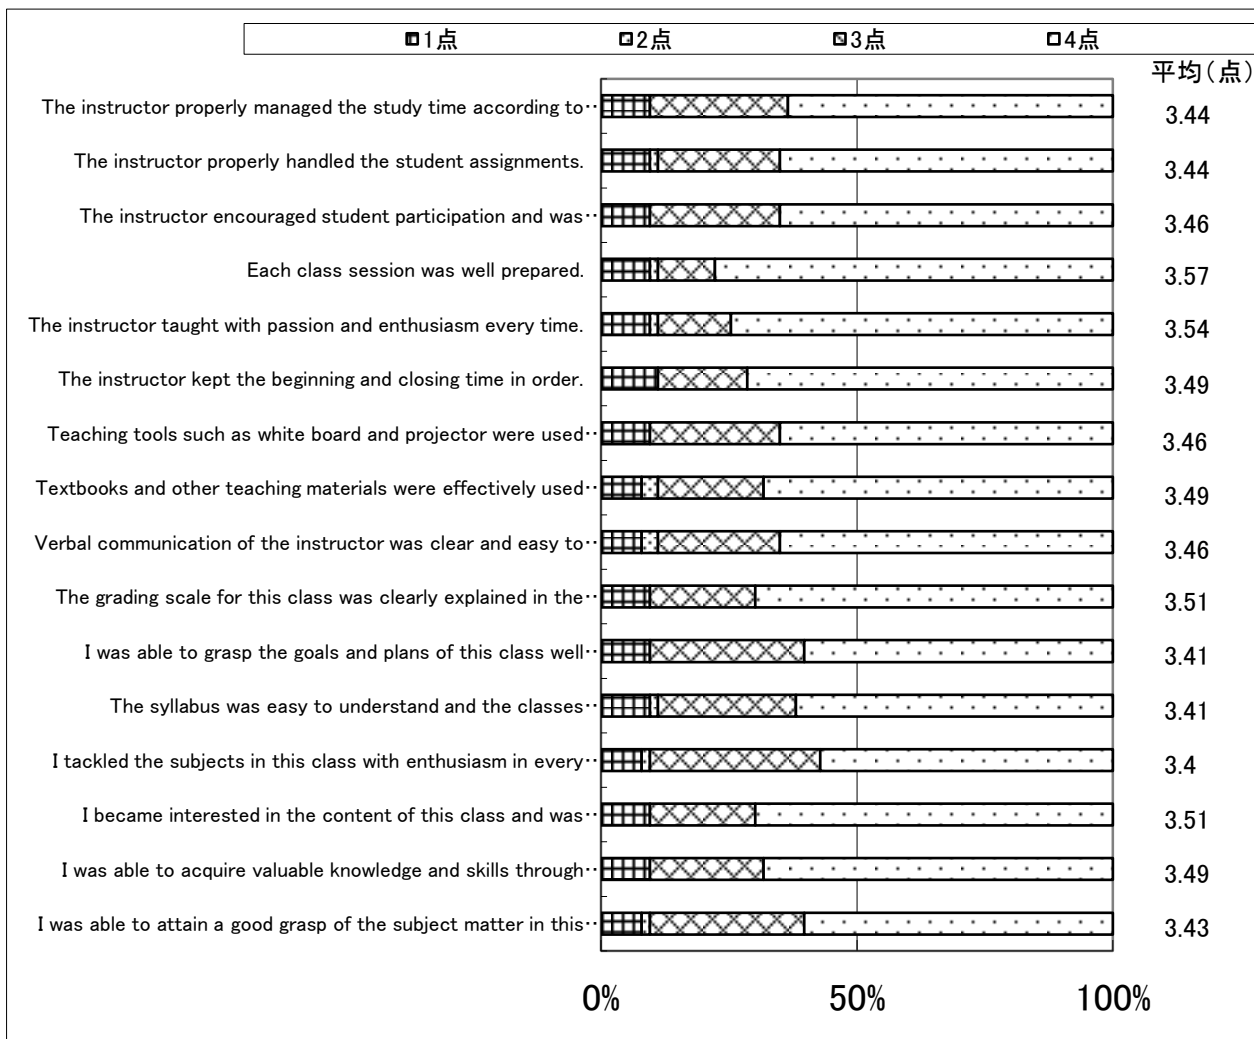 1点 2点 3点 4点
平均(点)
The instructor properly managed the study time according to‥ 3.44
The instructor properly handled the student assignments. 3.44
The instructor encouraged student participation and was‥ 3.46
Each class session was well prepared. 3.57
The instructor taught with passion and enthusiasm every time. 3.54
The instructor kept the beginning and closing time in order. 3.49
Teaching tools such as white board and projector were used‥ 3.46
Textbooks and other teaching materials were effectively used‥ 3.49
Verbal communication of the instructor was clear and easy to‥ 3.46
The grading scale for this class was clearly explained in the‥ 3.51
I was able to grasp the goals and plans of this class well‥ 3.41
The syllabus was easy to understand and the classes‥ 3.41
I tackled the subjects in this class with enthusiasm in every‥ 3.4
I became interested in the content of this class and was‥ 3.51
I was able to acquire valuable knowledge and skills through‥ 3.49
I was able to attain a good grasp of the subject matter in this‥ 3.43
0% 50% 100%